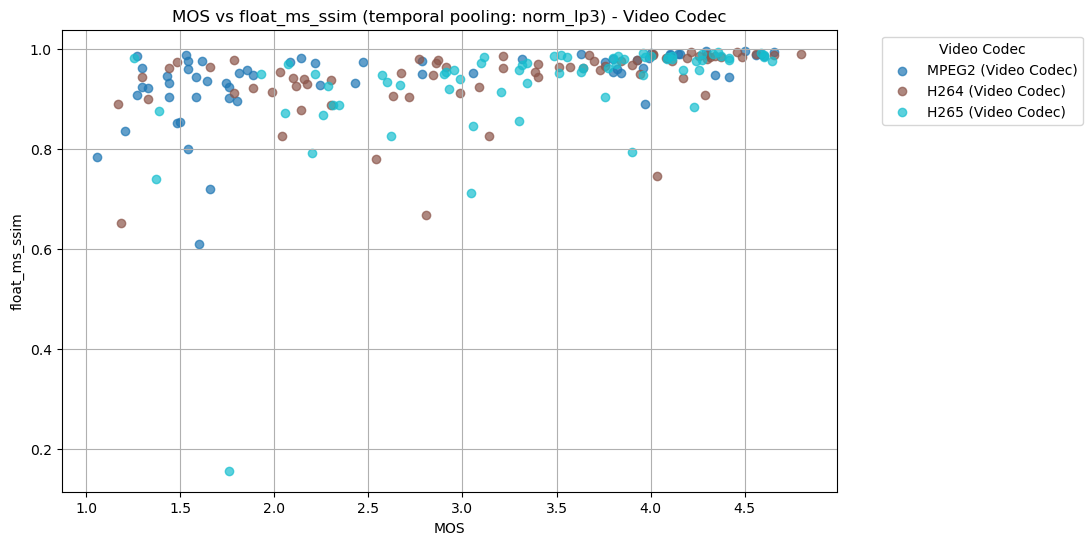 MOS vs float_ms_ssim (temporal pooling: norm_lp3) - Video Codec
Video Codec
MPEG2 (Video Codec)
H264 (Video Codec)
H265 (Video Codec)
float_ms_ssim
1.0
0.8
0.6
0.4
0.2
1.0 1.5 2.0 2.5 3.0 3.5 4.0 4.5
MOS